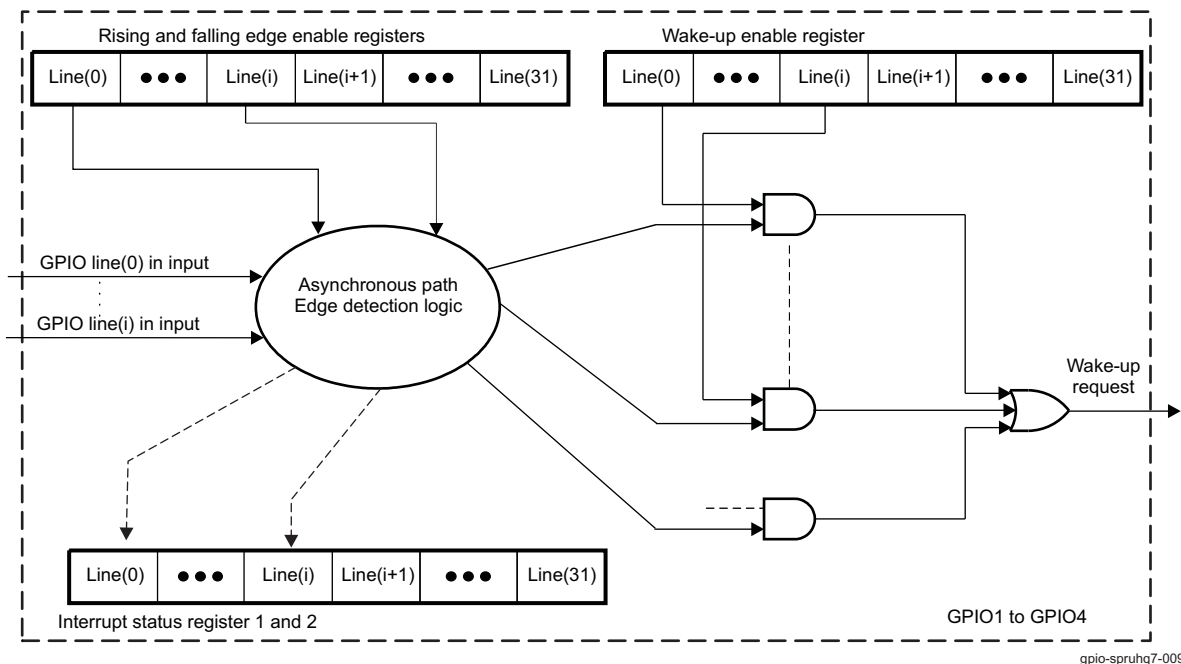 Rising and falling edge enable registers
Line(0) ●●● Line(i) Line(i+1) ●●● Line(31)
Wake-up enable register
Line(0) ●●● Line(i) Line(i+1) ●●● Line(31)
GPIO line(0) in input
GPIO line(i) in input
Asynchronous path
Edge detection logic
Wake-up
request
Line(0) ●●● Line(i) Line(i+1) ●●● Line(31)
Interrupt status register 1 and 2
GPIO1 to GPIO4
gpio-spruhq7-009